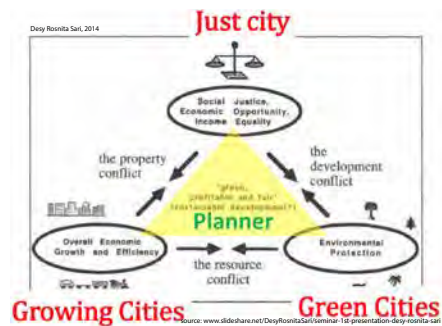 Just city
Desy Rosnita Sari, 2014
Social Justice,
Economic Opportunity,
Income Equality
the property
conflict
the
development
conflict
"green,
profitable and fair"
(sustainable development?)
Planner
Overall Economic
Growth and Efficiency
Environmental
Protection
the resource
conflict
Growing Cities
Green Cities
source: www.slideshare.net/DesyRosnitaSari/seminar-1st-presentation-desy-rosnita-sari